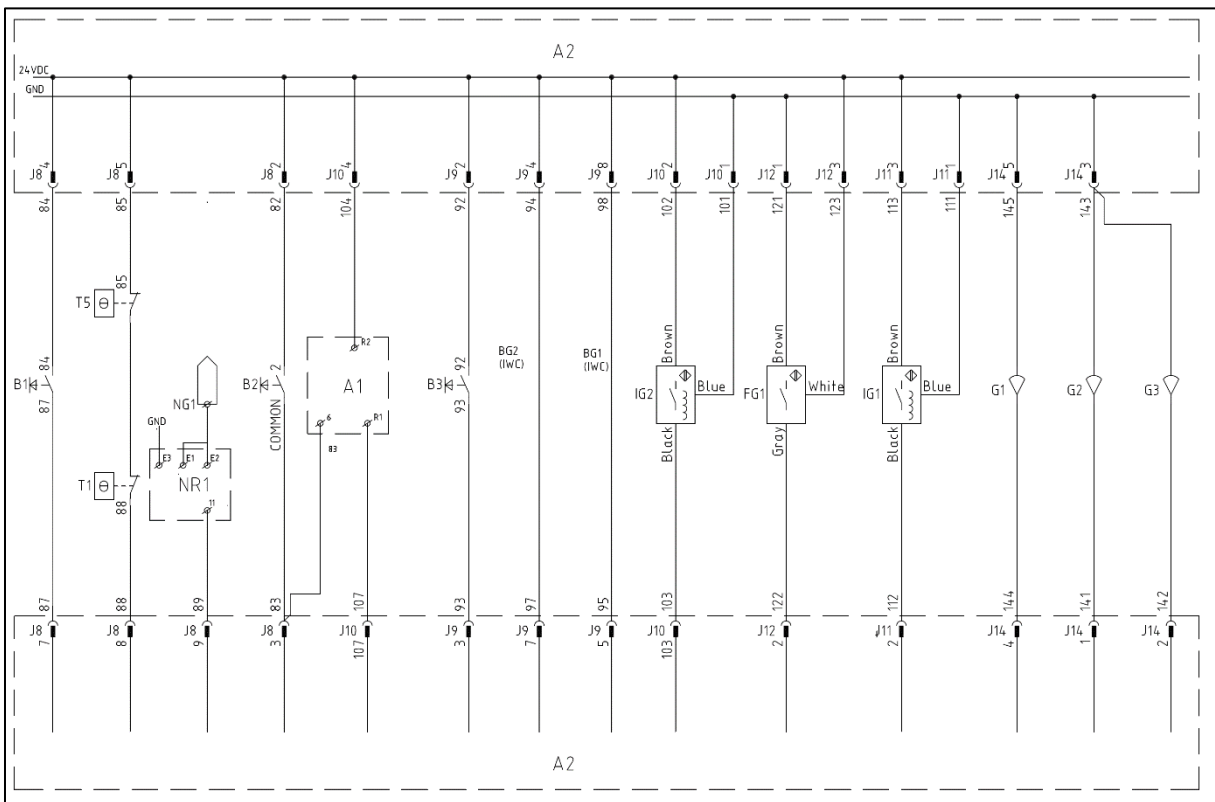 A2
24VDC
GND
J8 4
J8 5
J8 2
J10 4
J9 2
J9 4
J9 8
J10 2
J10 1
J12 1
J12 3
J11 3
J11 1
J14 5
J14 3
84
85
82
104
92
94
98
102
101
121
123
113
111
145
143
85
T5
84
B1
87
NG1
GND
E3
E1
E2
NR1
11
T1
88
2
B2
COMMON
R2
A1
6
R1
83
92
B3
93
BG2
(IWC)
BG1
(IWC)
Brown
IG2
Blue
Black
Brown
FG1
White
Gray
Brown
IG1
Blue
Black
G1
G2
G3
87
88
89
83
107
93
97
95
103
122
112
144
141
142
J8 7
J8 8
J8 9
J8 3
J10 107
J9 3
J9 7
J9 5
J10 103
J12 2
J11 2
J14 4
J14 1
J14 2
A2